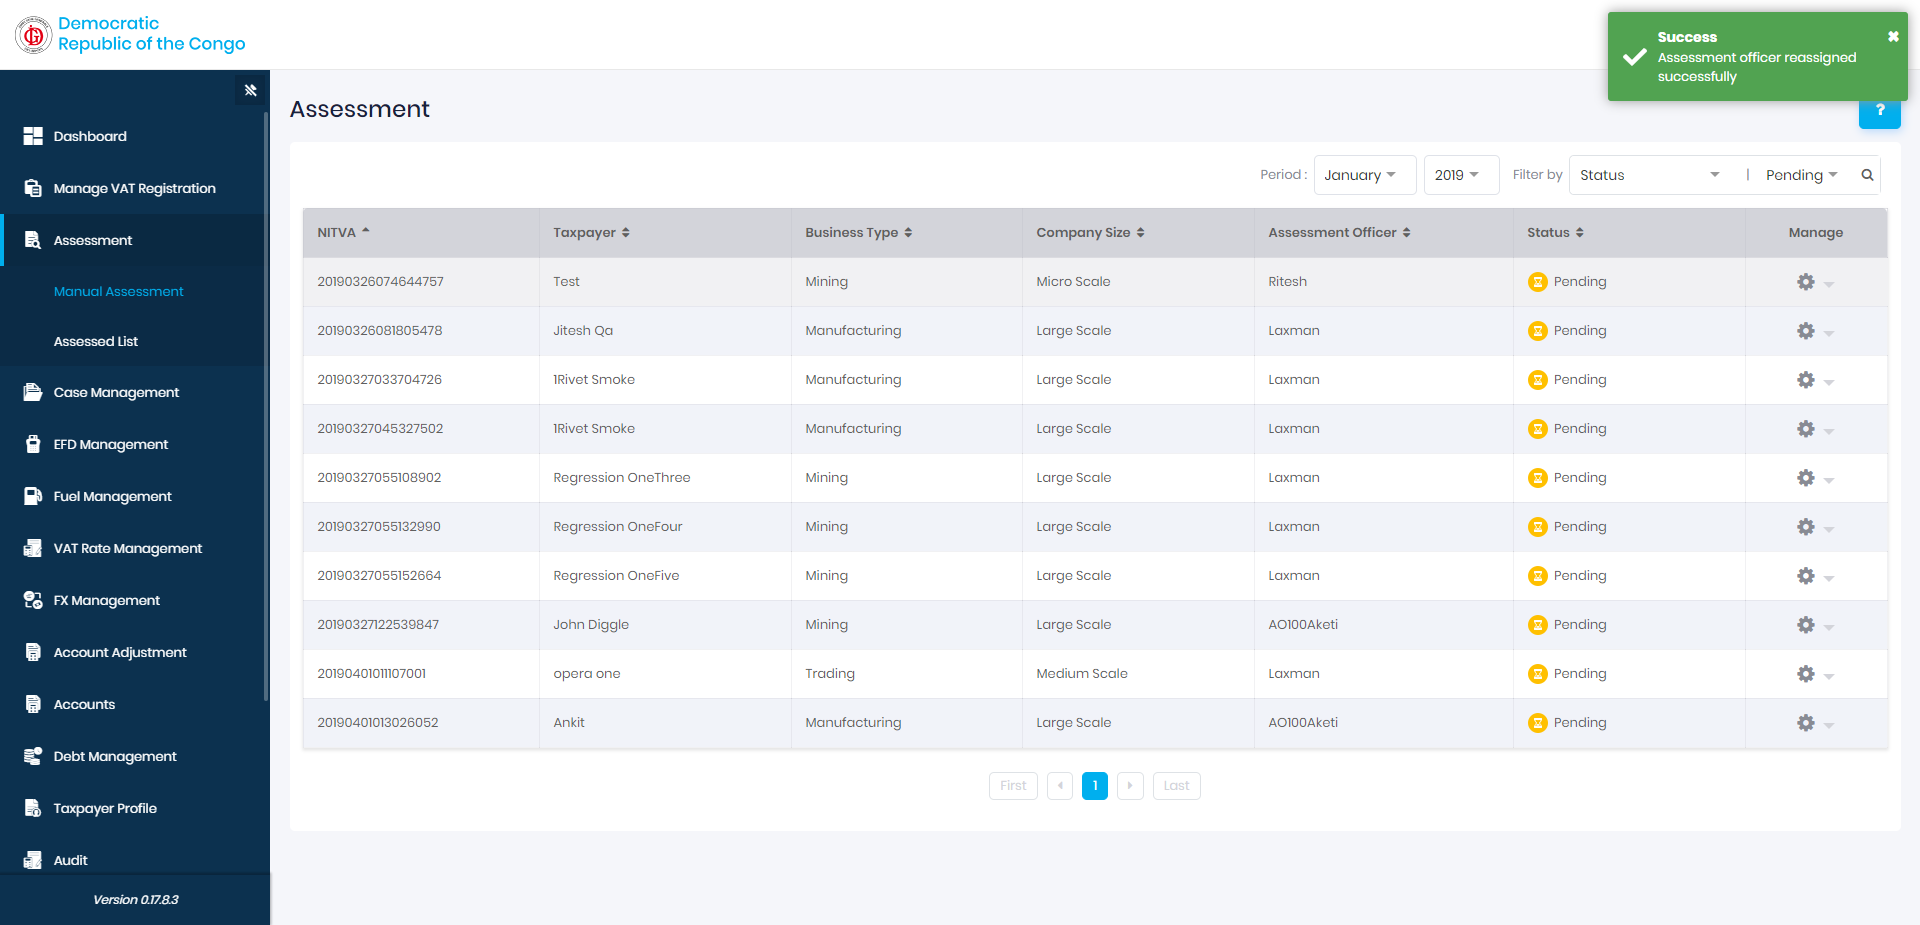 Democratic
Republic of the Congo
Success
Assessment officer reassigned
successfully
?
Dashboard
Manage VAT Registration
Assessment
Manual Assessment
Assessed List
Case Management
EFD Management
Fuel Management
VAT Rate Management
FX Management
Account Adjustment
Accounts
Debt Management
Taxpayer Profile
Audit
Version 0.17.8.3
Assessment
Period : January 2019 Filter by Status | Pending
NITVA Taxpayer Business Type Company Size Assessment Officer Status Manage
20190326074644757 Test Mining Micro Scale Ritesh Pending
20190326081805478 Jitesh Qa Manufacturing Large Scale Laxman Pending
20190327033704726 1Rivet Smoke Manufacturing Large Scale Laxman Pending
20190327045327502 1Rivet Smoke Manufacturing Large Scale Laxman Pending
20190327055108902 Regression OneThree Mining Large Scale Laxman Pending
20190327055132990 Regression OneFour Mining Large Scale Laxman Pending
20190327055152664 Regression OneFive Mining Large Scale Laxman Pending
20190327122539847 John Diggle Mining Large Scale AO100Aketi Pending
20190401011107001 opera one Trading Medium Scale Laxman Pending
20190401013026052 Ankit Manufacturing Large Scale AO100Aketi Pending
First 1 Last